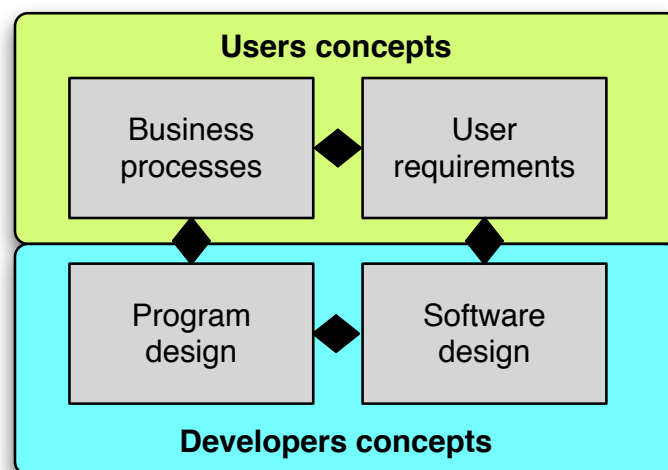 Users concepts
Business
processes
User
requirements
Program
design
Software
design
Developers concepts